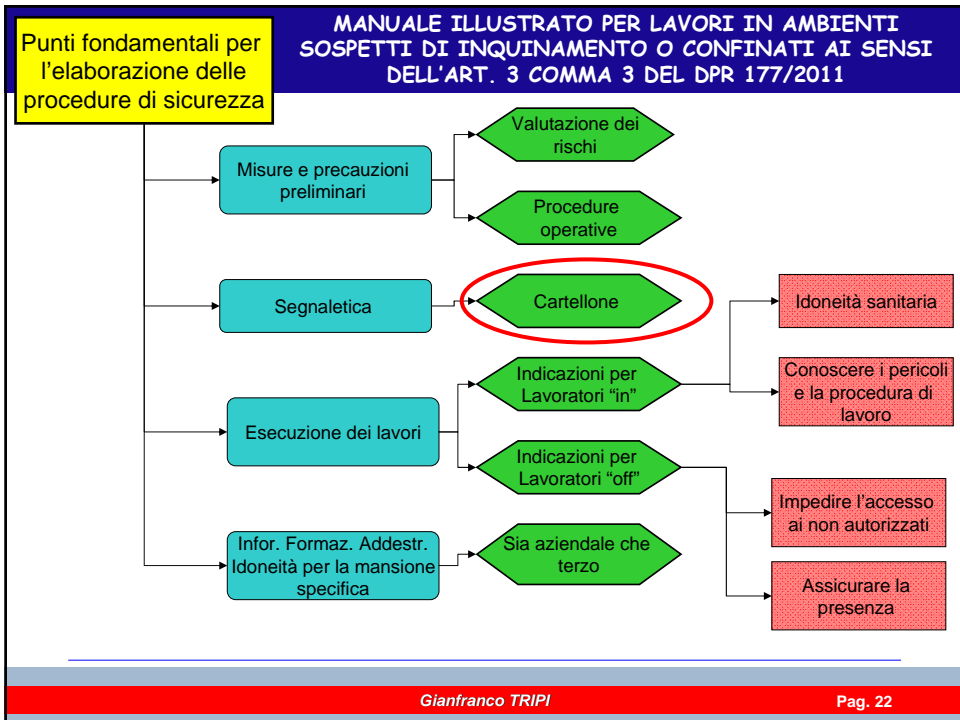 Punti fondamentali per
l'elaborazione delle
procedure di sicurezza
MANUALE ILLUSTRATO PER LAVORI IN AMBIENTI
SOSPETTI DI INQUINAMENTO O CONFINATI AI SENSI
DELL'ART. 3 COMMA 3 DEL DPR 177/2011
Misure e precauzioni
preliminari
Valutazione dei
rischi
Procedure
operative
Segnaletica
Cartellone
Esecuzione dei lavori
Indicazioni per
Lavoratori “in”
Indicazioni per
Lavoratori “off”
Idoneità sanitaria
Conoscere i pericoli
e la procedura di
lavoro
Impedire l'accesso
ai non autorizzati
Assicurare la
presenza
Infor. Formaz. Addestr.
Idoneità per la mansione
specifica
Sia aziendale che
terzo
Gianfranco TRIPI
Pag. 22